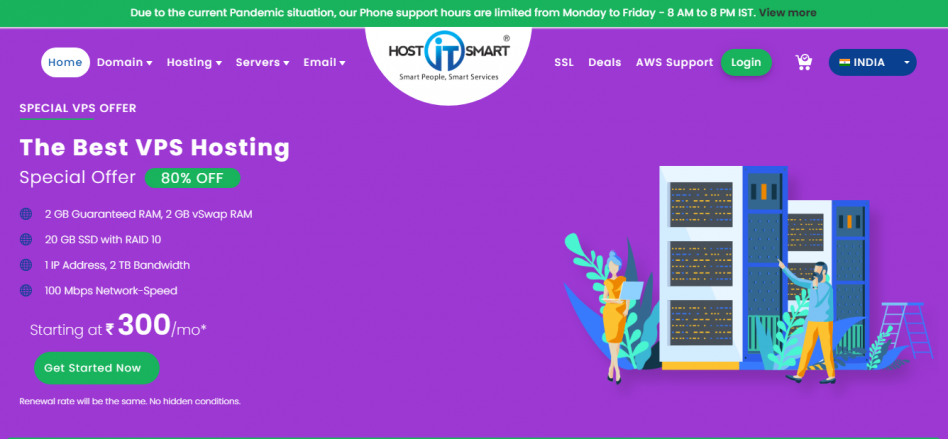 Due to the current Pandemic situation, our Phone support hours are limited from Monday to Friday - 8 AM to 8 PM IST. View more
Home Domain Hosting Servers Email
HOST iT SMART ®
Smart People, Smart Services
SSL Deals AWS Support Login INDIA
SPECIAL VPS OFFER
The Best VPS Hosting
Special Offer 80% OFF
2 GB Guaranteed RAM, 2 GB vSwap RAM
20 GB SSD with RAID 10
1 IP Address, 2 TB Bandwidth
100 Mbps Network-Speed
Starting at ₹ 300/mo*
Get Started Now
Renewal rate will be the same. No hidden conditions.